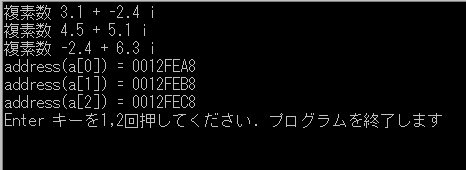 複素数 3.1 + -2.4 i
複素数 4.5 + 5.1 i
複素数 -2.4 + 6.3 i
address(a[0]) = 0012FEA8
address(a[1]) = 0012FEB8
address(a[2]) = 0012FEC8
Enter キーを1,2回押してください. プログラムを終了します